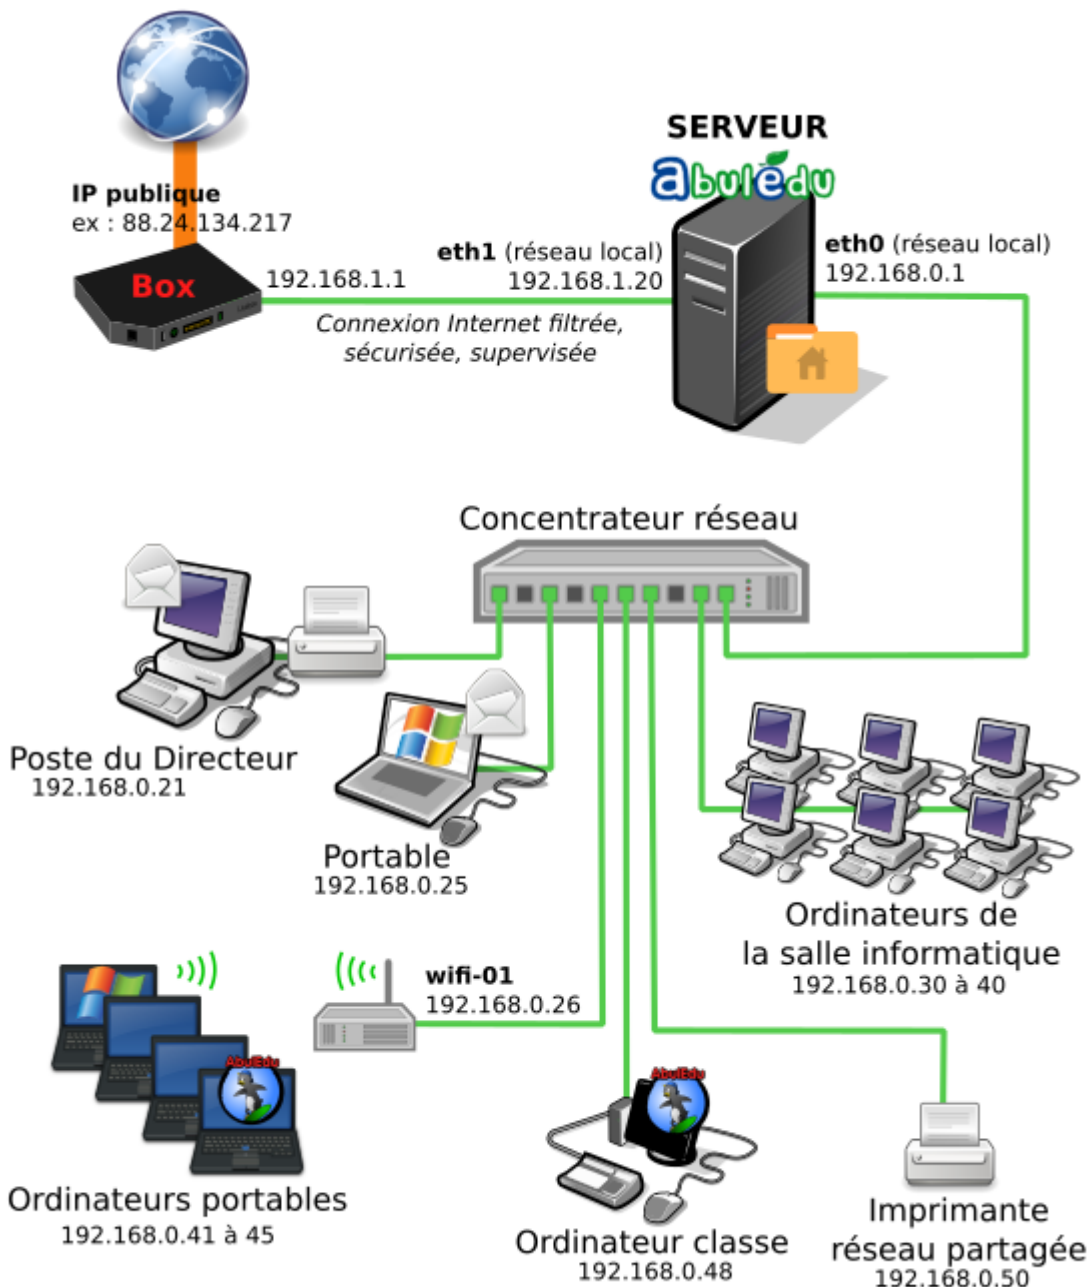 SERVEUR
abulédu
IP publique
ex : 88.24.134.217
Box
192.168.1.1
eth1 (réseau local)
192.168.1.20
eth0 (réseau local)
192.168.0.1
Connexion Internet filtrée,
sécurisée, supervisée
Concentrateur réseau
Poste du Directeur
192.168.0.21
Portable
192.168.0.25
Ordinateurs de
la salle informatique
192.168.0.30 à 40
wifi-01
192.168.0.26
AbulEdu
Ordinateurs portables
192.168.0.41 à 45
AbulEdu
Ordinateur classe
192.168.0.48
Imprimante
réseau partagée
192.168.0.50